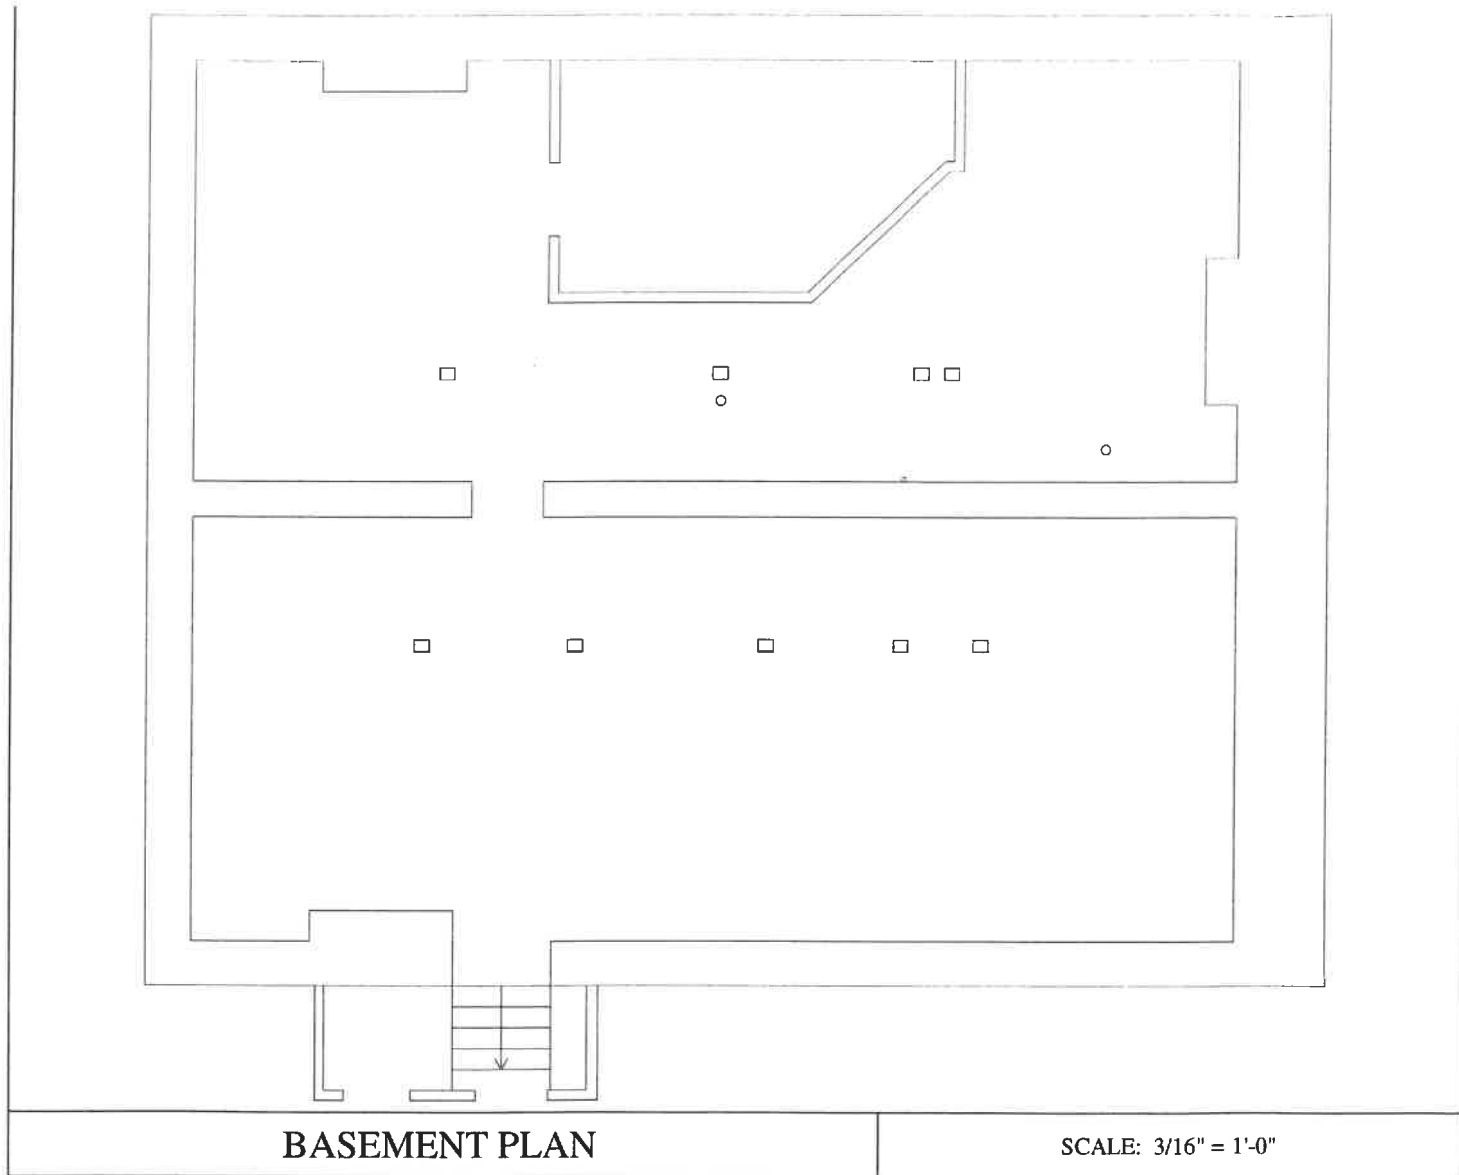 BASEMENT PLAN
SCALE: 3/16" = 1'-0"